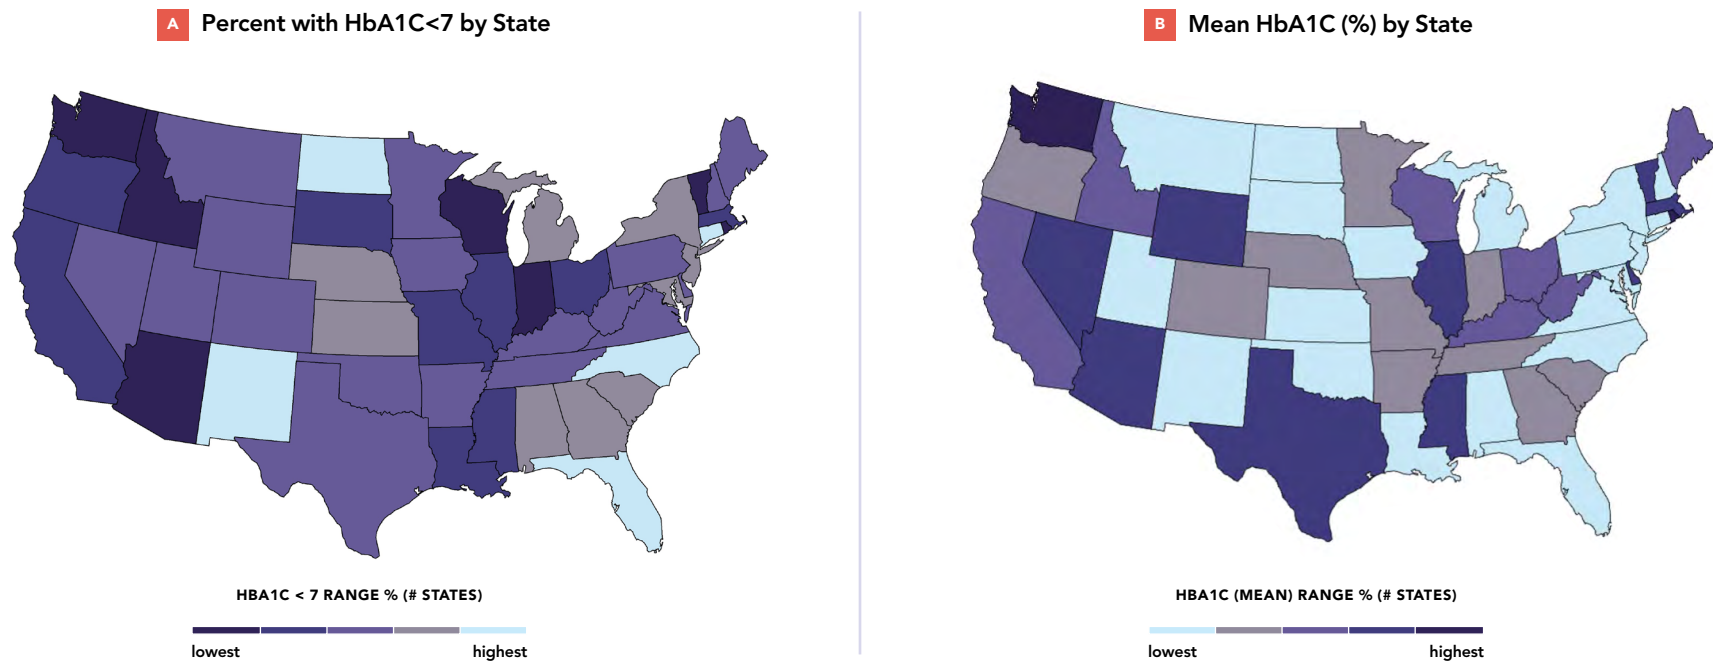 A Percent with HbA1C<7 by State
HBA1C < 7 RANGE % (# STATES)
lowest highest
B Mean HbA1C (%) by State
HBA1C (MEAN) RANGE % (# STATES)
lowest highest